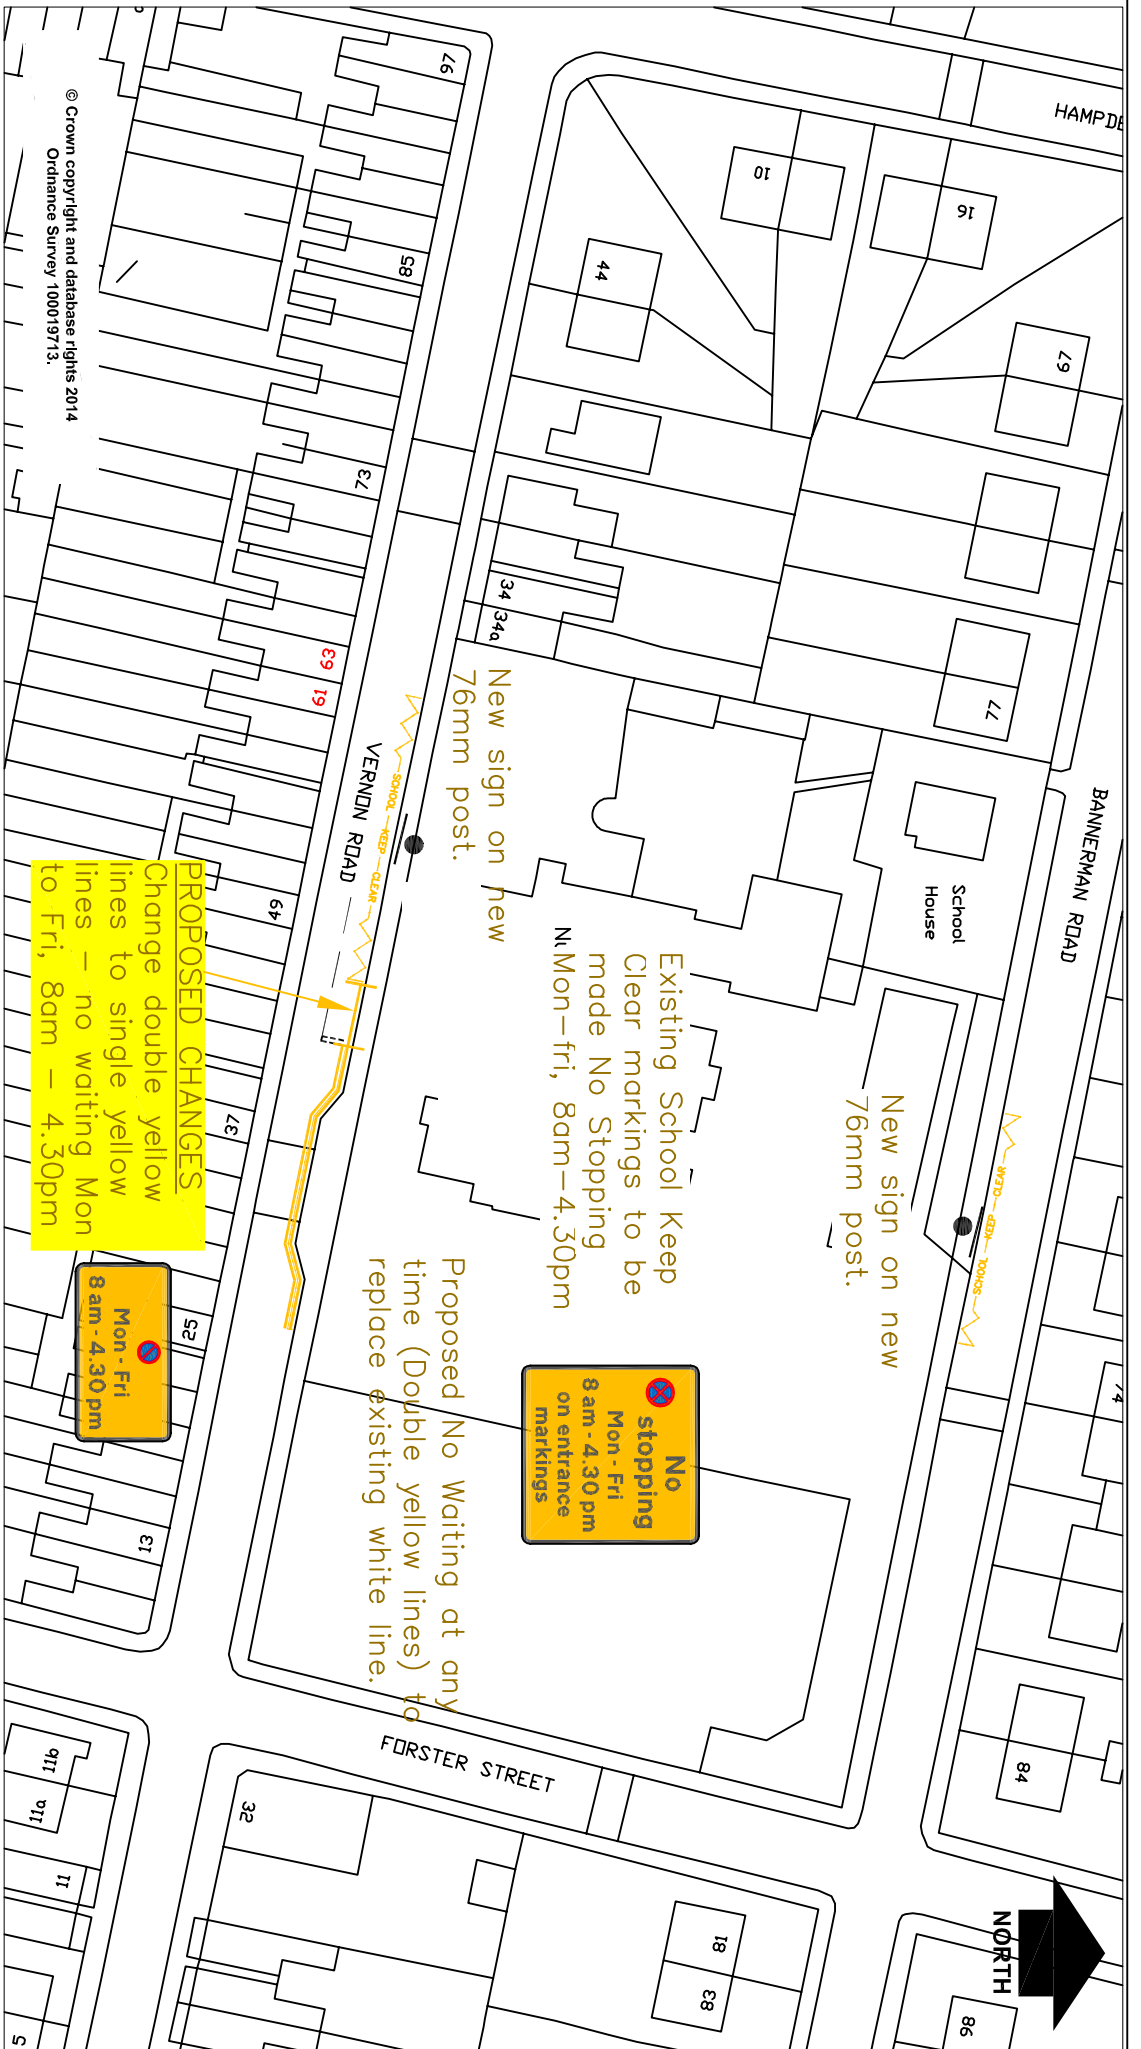 HAMPDE
97
10
16
44
67
85
BANNERMAN ROAD
73
34
34a
77
63
61
New sign on new
76mm post.
VERNON ROAD
SCHOOL KEEP CLEAR
School
House
49
Existing School Keep
Clear markings to be
made No Stopping
Mon-fri, 8am-4.30pm
New sign on new
76mm post.
SCHOOL KEEP CLEAR
PROPOSED CHANGES
Change double yellow
lines to single yellow
lines - no waiting Mon
to Fri, 8am - 4.30pm
37
25
Mon - Fri
8 am - 4.30 pm
No
stopping
Mon - Fri
8 am - 4.30 pm
on entrance
markings
Proposed No Waiting at any
time (Double yellow lines) to
replace existing white line.
13
74
84
FORSTER STREET
11b
11a
11
32
81
83
98
5
NORTH
© Crown copyright and database rights 2014
Ordnance Survey 100019713.